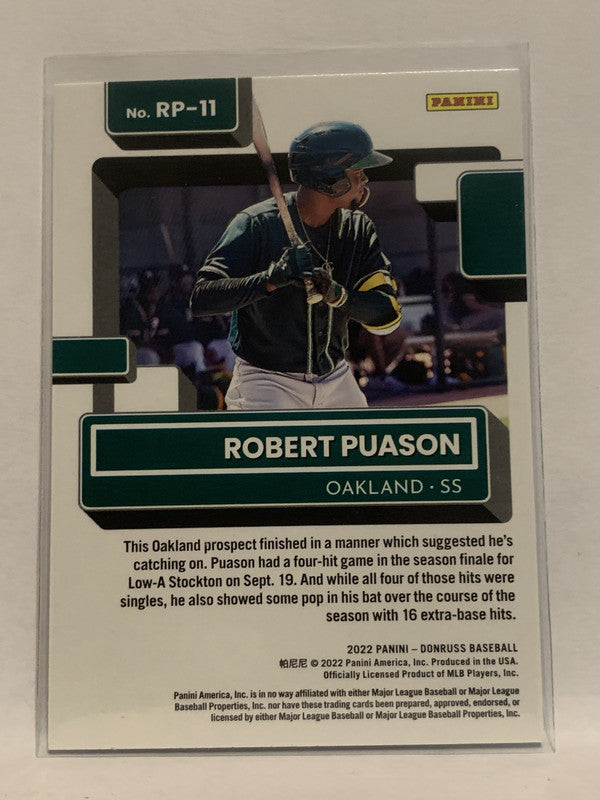 No. RP-11
PANINI
ROBERT PUASON
OAKLAND · SS
This Oakland prospect finished in a manner which suggested he's
catching on. Puason had a four-hit game in the season finale for
Low-A Stockton on Sept. 19. And while all four of those hits were
singles, he also showed some pop in his bat over the course of the
season with 16 extra-base hits.
2022 PANINI – DONRUSS BASEBALL
帕尼尼 © 2022 Panini America, Inc. Produced in the USA.
Officially Licensed Product of MLB Players, Inc.
Panini America, Inc. is in no way affiliated with either Major League Baseball or Major League
Baseball Properties, Inc. nor have these trading cards been prepared, approved, endorsed, or
licensed by either Major League Baseball or Major League Baseball Properties, Inc.